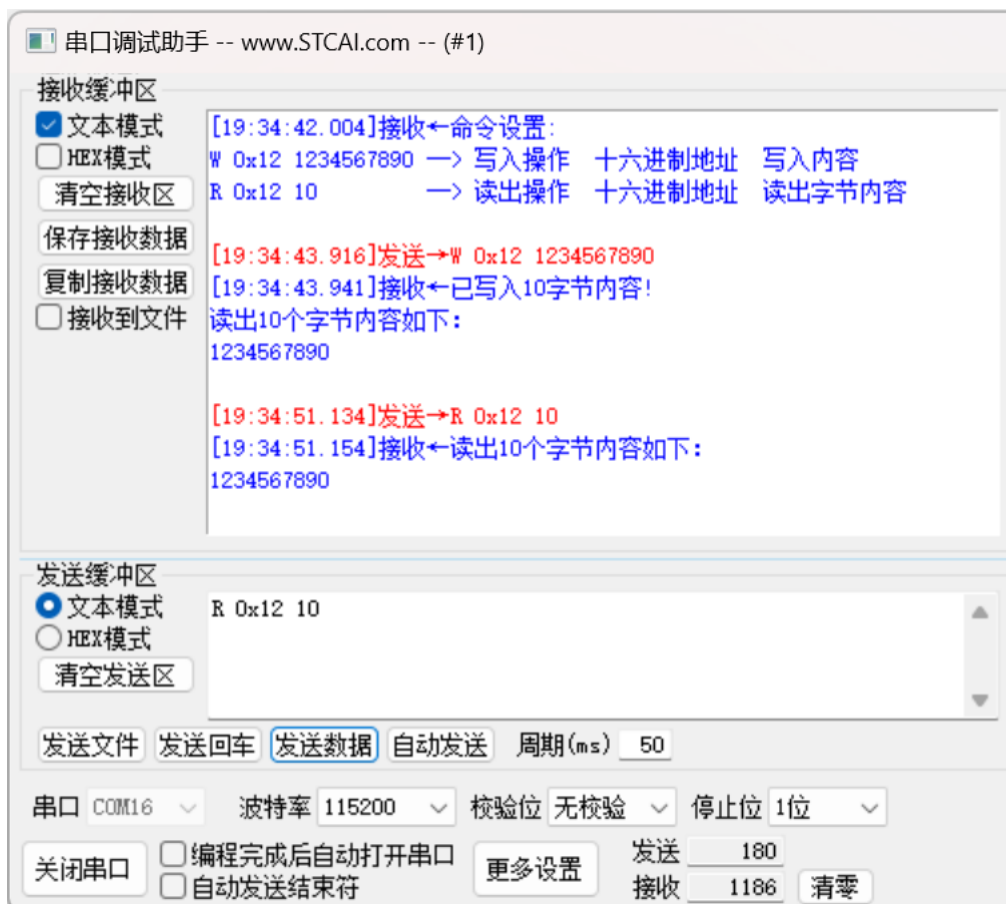 串口调试助手 -- www.STCAI.com -- (#1)
接收缓冲区
文本模式
HEX模式
清空接收区
保存接收数据
复制接收数据
接收到文件
[19:34:42.004]接收←命令设置:
W 0x12 1234567890 —> 写入操作 十六进制地址 写入内容
R 0x12 10 —> 读出操作 十六进制地址 读出字节内容
[19:34:43.916]发送→W 0x12 1234567890
[19:34:43.941]接收←已写入10字节内容!
读出10个字节内容如下:
1234567890
[19:34:51.134]发送→R 0x12 10
[19:34:51.154]接收←读出10个字节内容如下:
1234567890
发送缓冲区
文本模式
HEX模式
清空发送区
R 0x12 10
发送文件 发送回车 发送数据 自动发送 周期(ms) 50
串口 COM16 波特率 115200 校验位 无校验 停止位 1位
关闭串口 编程完成后自动打开串口 更多设置 发送 180
自动发送结束符 接收 1186 清零